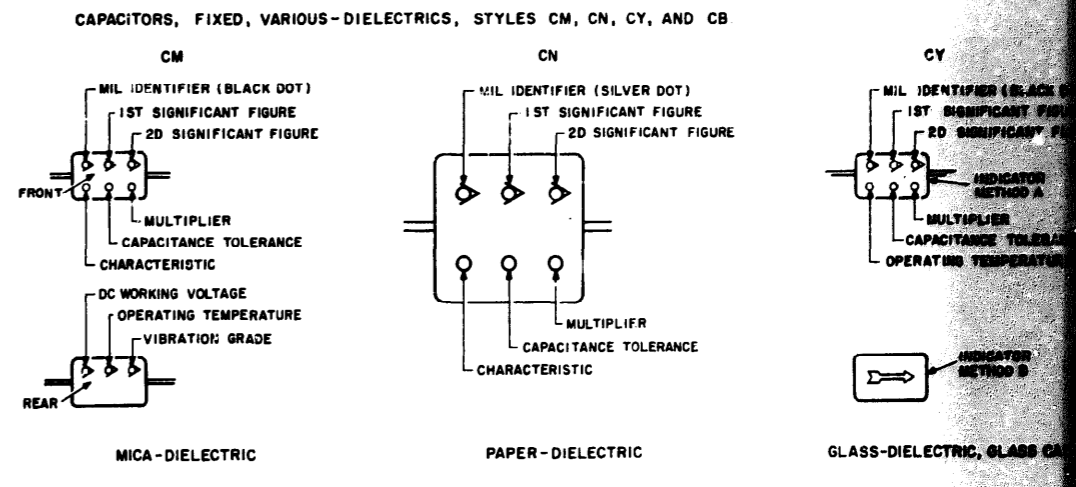 CAPACITORS, FIXED, VARIOUS-DIELECTRICS, STYLES CM, CN, CY, AND CB
CM
MIL IDENTIFIER (BLACK DOT)
1ST SIGNIFICANT FIGURE
2D SIGNIFICANT FIGURE
FRONT
MULTIPLIER
CAPACITANCE TOLERANCE
CHARACTERISTIC
DC WORKING VOLTAGE
OPERATING TEMPERATURE
VIBRATION GRADE
REAR
MICA-DIELECTRIC
CN
MIL IDENTIFIER (SILVER DOT)
1ST SIGNIFICANT FIGURE
2D SIGNIFICANT FIGURE
MULTIPLIER
CAPACITANCE TOLERANCE
CHARACTERISTIC
PAPER-DIELECTRIC
CY
MIL IDENTIFIER (BLACK
1ST SIGNIFICANT
2D SIGNIFICANT
INDICATOR
METHOD A
MULTIPLIER
CAPACITANCE
OPERATING
INDICATOR
METHOD B
GLASS-DIELECTRIC, GLASS